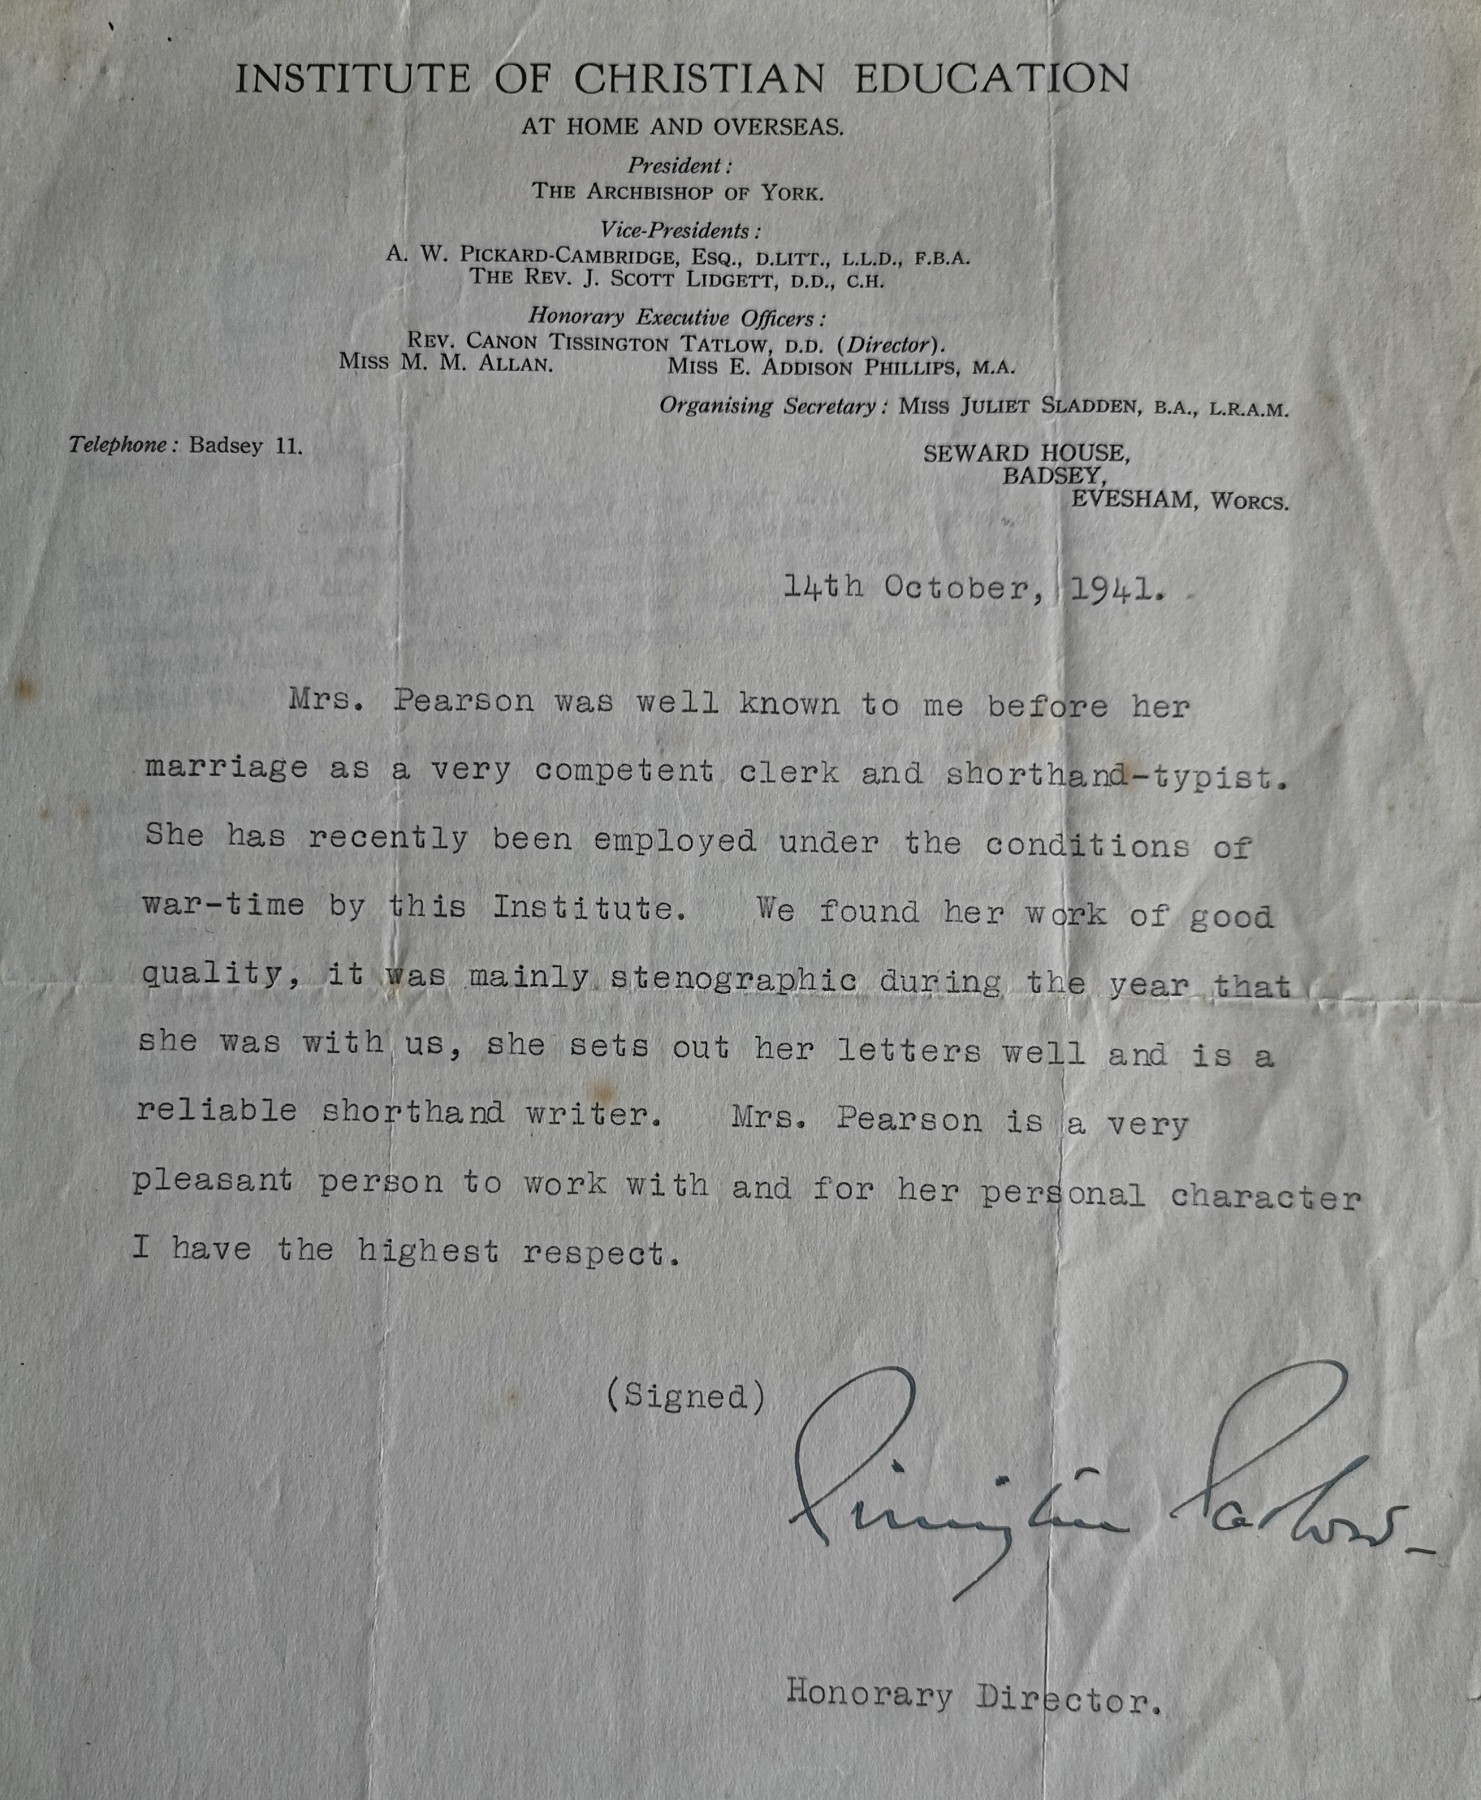 INSTITUTE OF CHRISTIAN EDUCATION
AT HOME AND OVERSEAS.
President:
THE ARCHBISHOP OF YORK.
Vice-Presidents:
A. W. PICKARD-CAMBRIDGE, ESQ., D.LITT., L.L.D., F.B.A.
THE REV. J. SCOTT LIDGETT, D.D., C.H.
Honorary Executive Officers:
REV. CANON TISSINGTON TATLOW, D.D. (Director).
MISS M. M. ALLAN. MISS E. ADDISON PHILLIPS, M.A.
Organising Secretary: MISS JULIET SLADDEN, B.A., L.R.A.M.
Telephone: Badsey 11.
SEWARD HOUSE,
BADSEY,
EVESHAM, WORCS.
14th October, 1941.
Mrs. Pearson was well known to me before her
marriage as a very competent clerk and shorthand-typist.
She has recently been employed under the conditions of
war-time by this Institute. We found her work of good
quality, it was mainly stenographic during the year that
she was with us, she sets out her letters well and is a
reliable shorthand writer. Mrs. Pearson is a very
pleasant person to work with and for her personal character
I have the highest respect.
(Signed) Tissington Tatlow
Honorary Director.